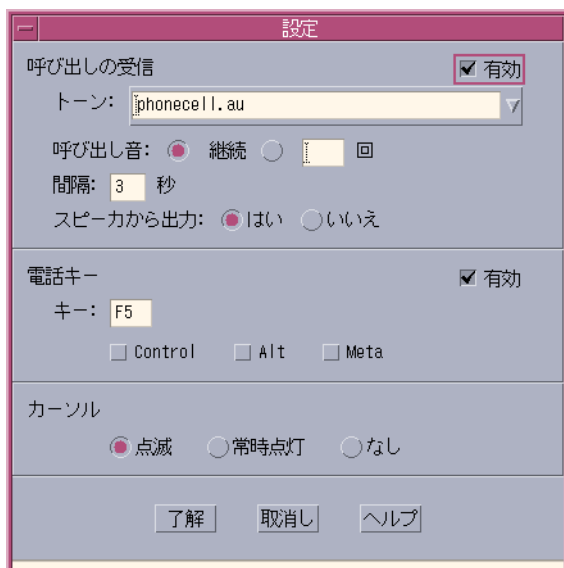 設定
呼び出しの受信 有効
トーン: phonecell.au
呼び出し音: 継続 回
間隔: 3 秒
スピーカから出力: はい いいえ
電話キー 有効
キー: F5
Control Alt Meta
カーソル
点滅 常時点灯 なし
了解 取消し ヘルプ